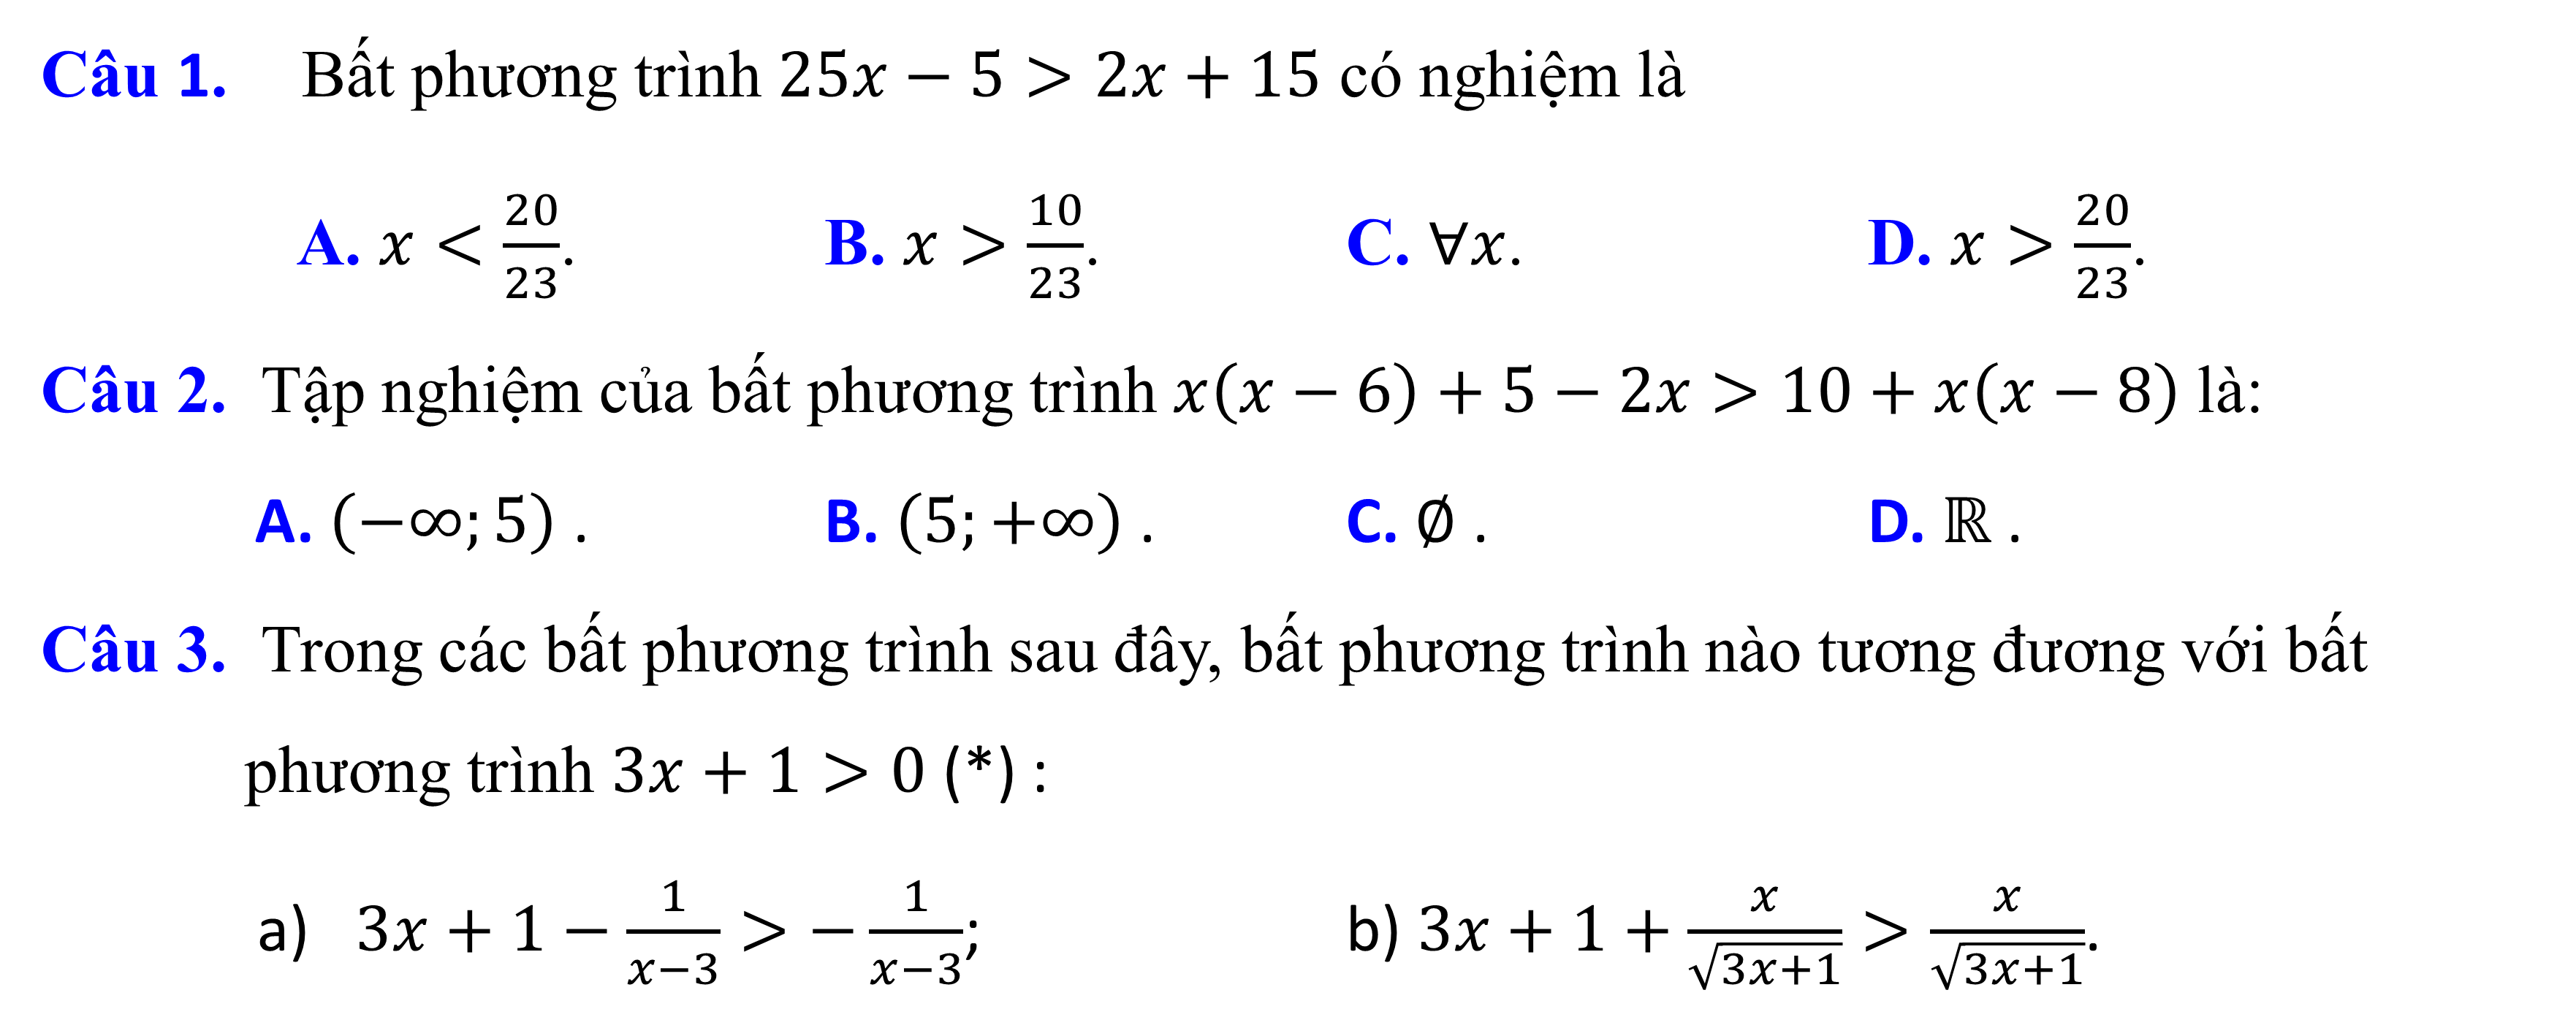 Câu 1. Bất phương trình 25x − 5 > 2x + 15 có nghiệm là
A. x < 20/23. B. x > 10/23. C. ∀x. D. x > 20/23.
Câu 2. Tập nghiệm của bất phương trình x(x − 6) + 5 − 2x > 10 + x(x − 8) là:
A. (−∞; 5) . B. (5; +∞) . C. ∅ . D. ℝ .
Câu 3. Trong các bất phương trình sau đây, bất phương trình nào tương đương với bất
phương trình 3x + 1 > 0 (*) :
a) 3x + 1 − 1/(x−3) > − 1/(x−3); b) 3x + 1 + x/√(3x+1) > x/√(3x+1).